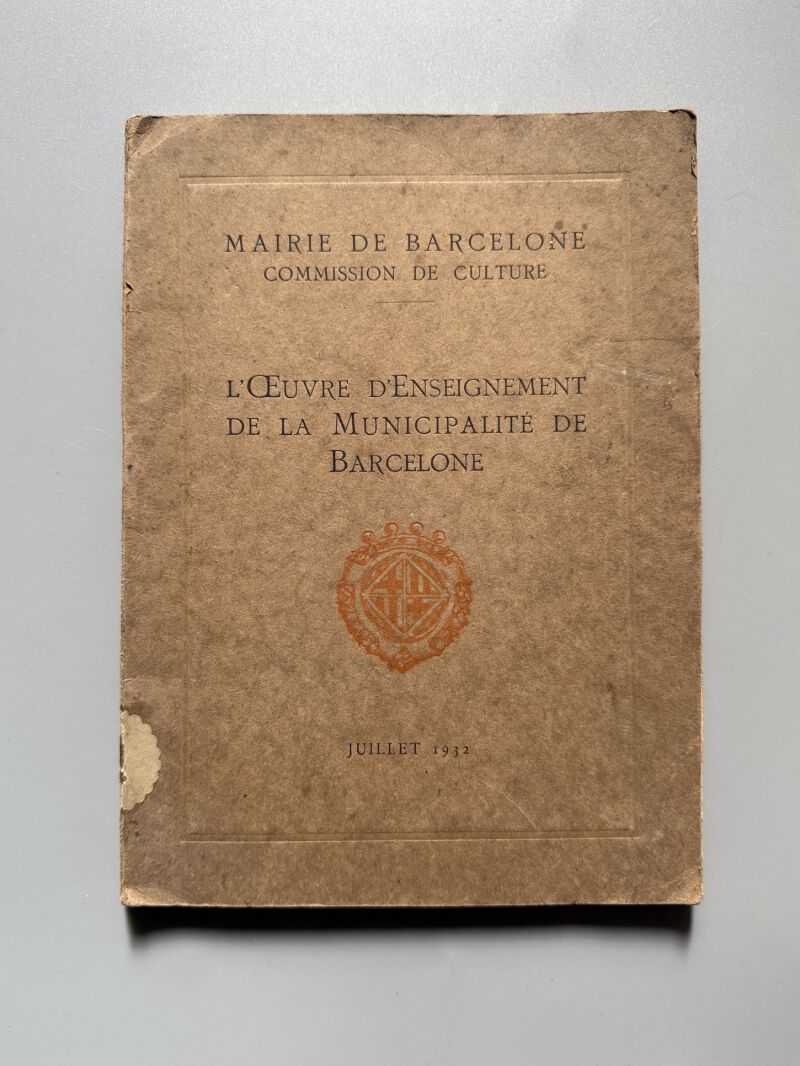 MAIRIE DE BARCELONE
COMMISSION DE CULTURE
L'ŒUVRE D'ENSEIGNEMENT
DE LA MUNICIPALITÉ DE
BARCELONE
JUILLET 1932